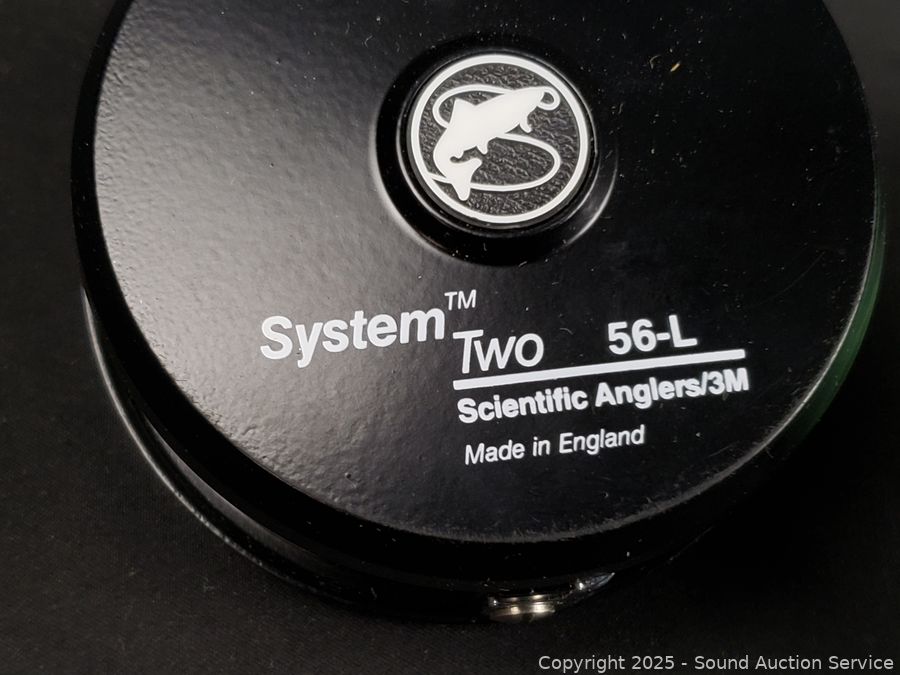 System™
Two 56-L
Scientific Anglers/3M
Made in England
Copyright 2025 - Sound Auction Service